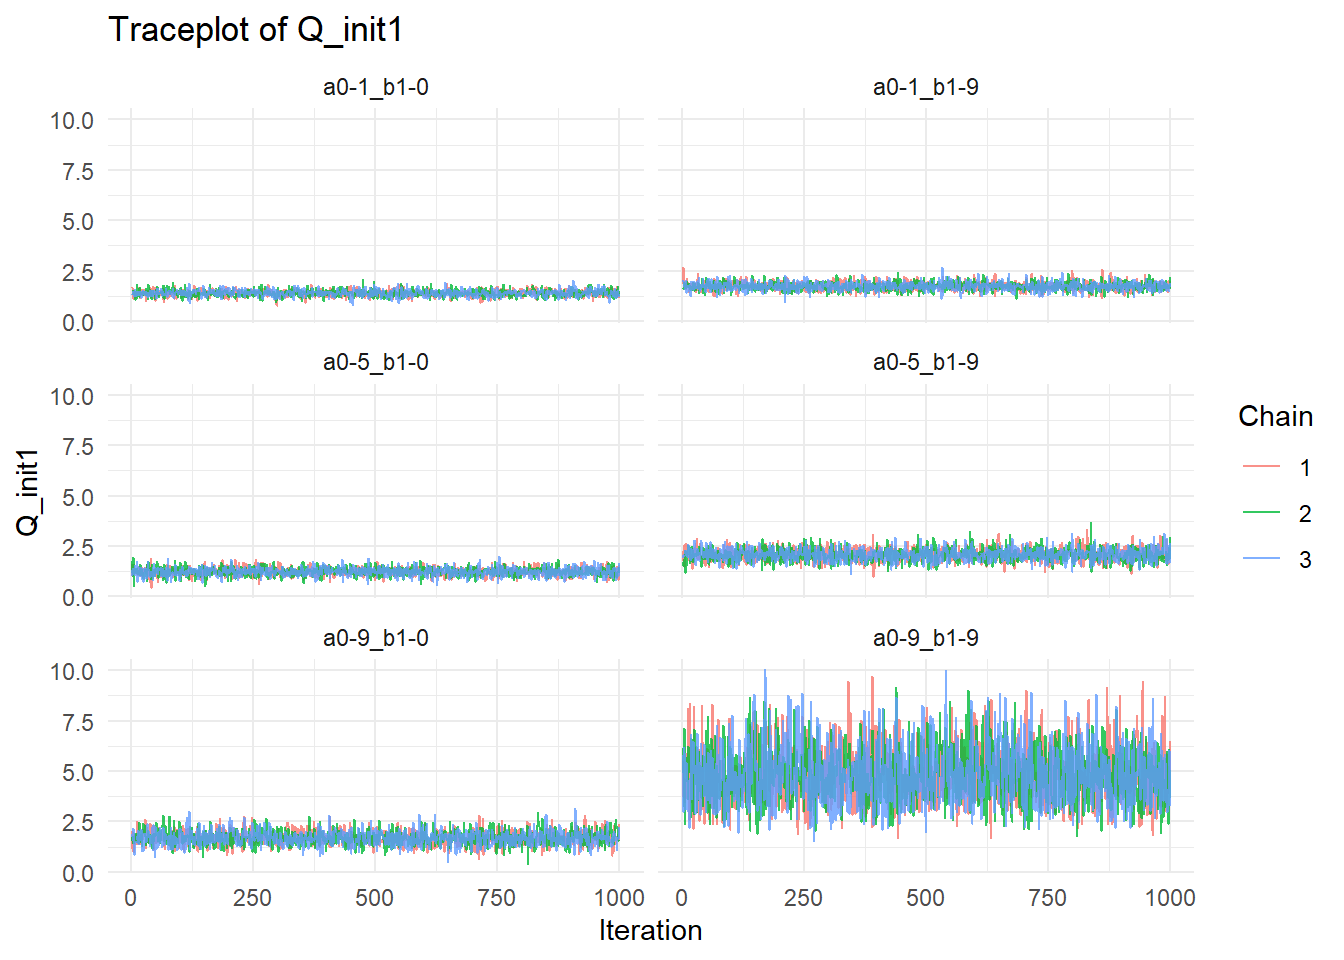 Traceplot of Q_init1
a0-1_b1-0
a0-1_b1-9
10.0
7.5
5.0
2.5
0.0
a0-5_b1-0
a0-5_b1-9
10.0
7.5
5.0
2.5
0.0
Q_init1
a0-9_b1-0
a0-9_b1-9
10.0
7.5
5.0
2.5
0.0
0 250 500 750 1000
0 250 500 750 1000
Iteration
Chain
1
2
3